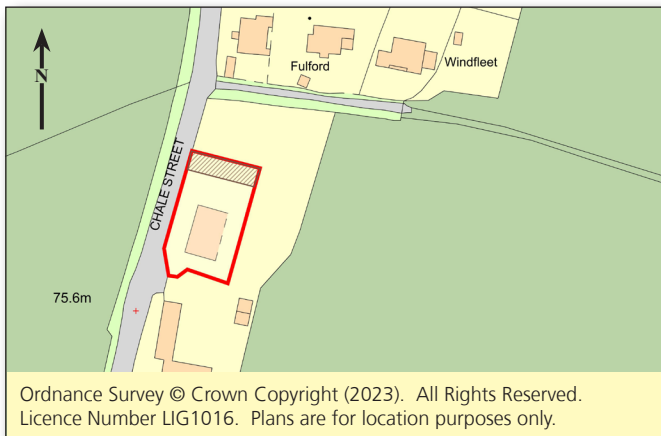 N
Fulford
Windfleet
CHALE STREET
75.6m
Ordnance Survey © Crown Copyright (2023). All Rights Reserved.
Licence Number LIG1016. Plans are for location purposes only.